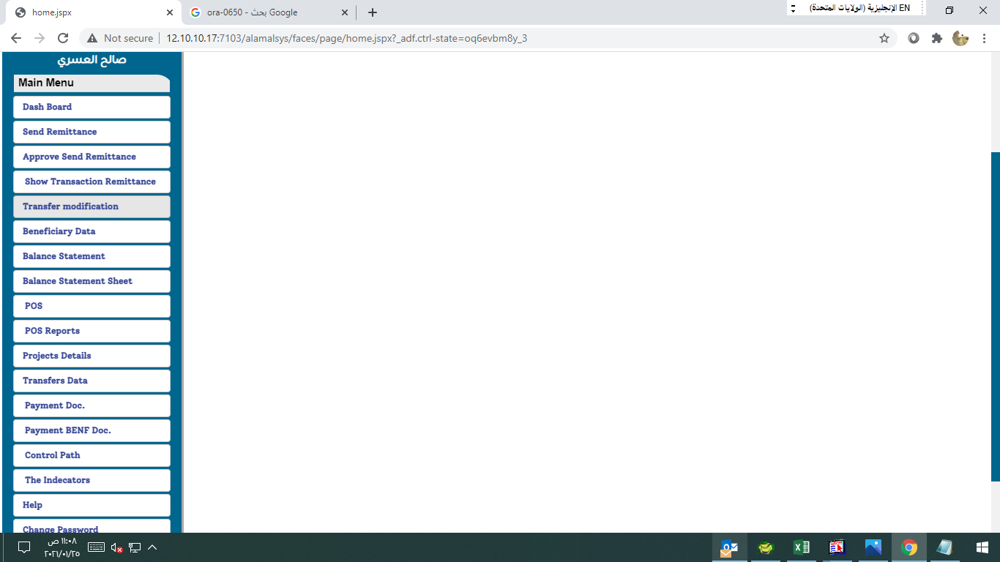 home.jspx
ora-0650 - بحث Google
EN الإنجليزية (الولايات المتحدة)
Not secure
12.10.10.17:7103/alamalsys/faces/page/home.jspx?_adf.ctrl-state=oq6evbm8y_3
صالح العسري
Main Menu
Dash Board
Send Remittance
Approve Send Remittance
Show Transaction Remittance
Transfer modification
Beneficiary Data
Balance Statement
Balance Statement Sheet
POS
POS Reports
Projects Details
Transfers Data
Payment Doc.
Payment BENF Doc.
Control Path
The Indecators
Help
Change Password
١١:٠٨ ص
٢٠٢١/٠١/٢٥